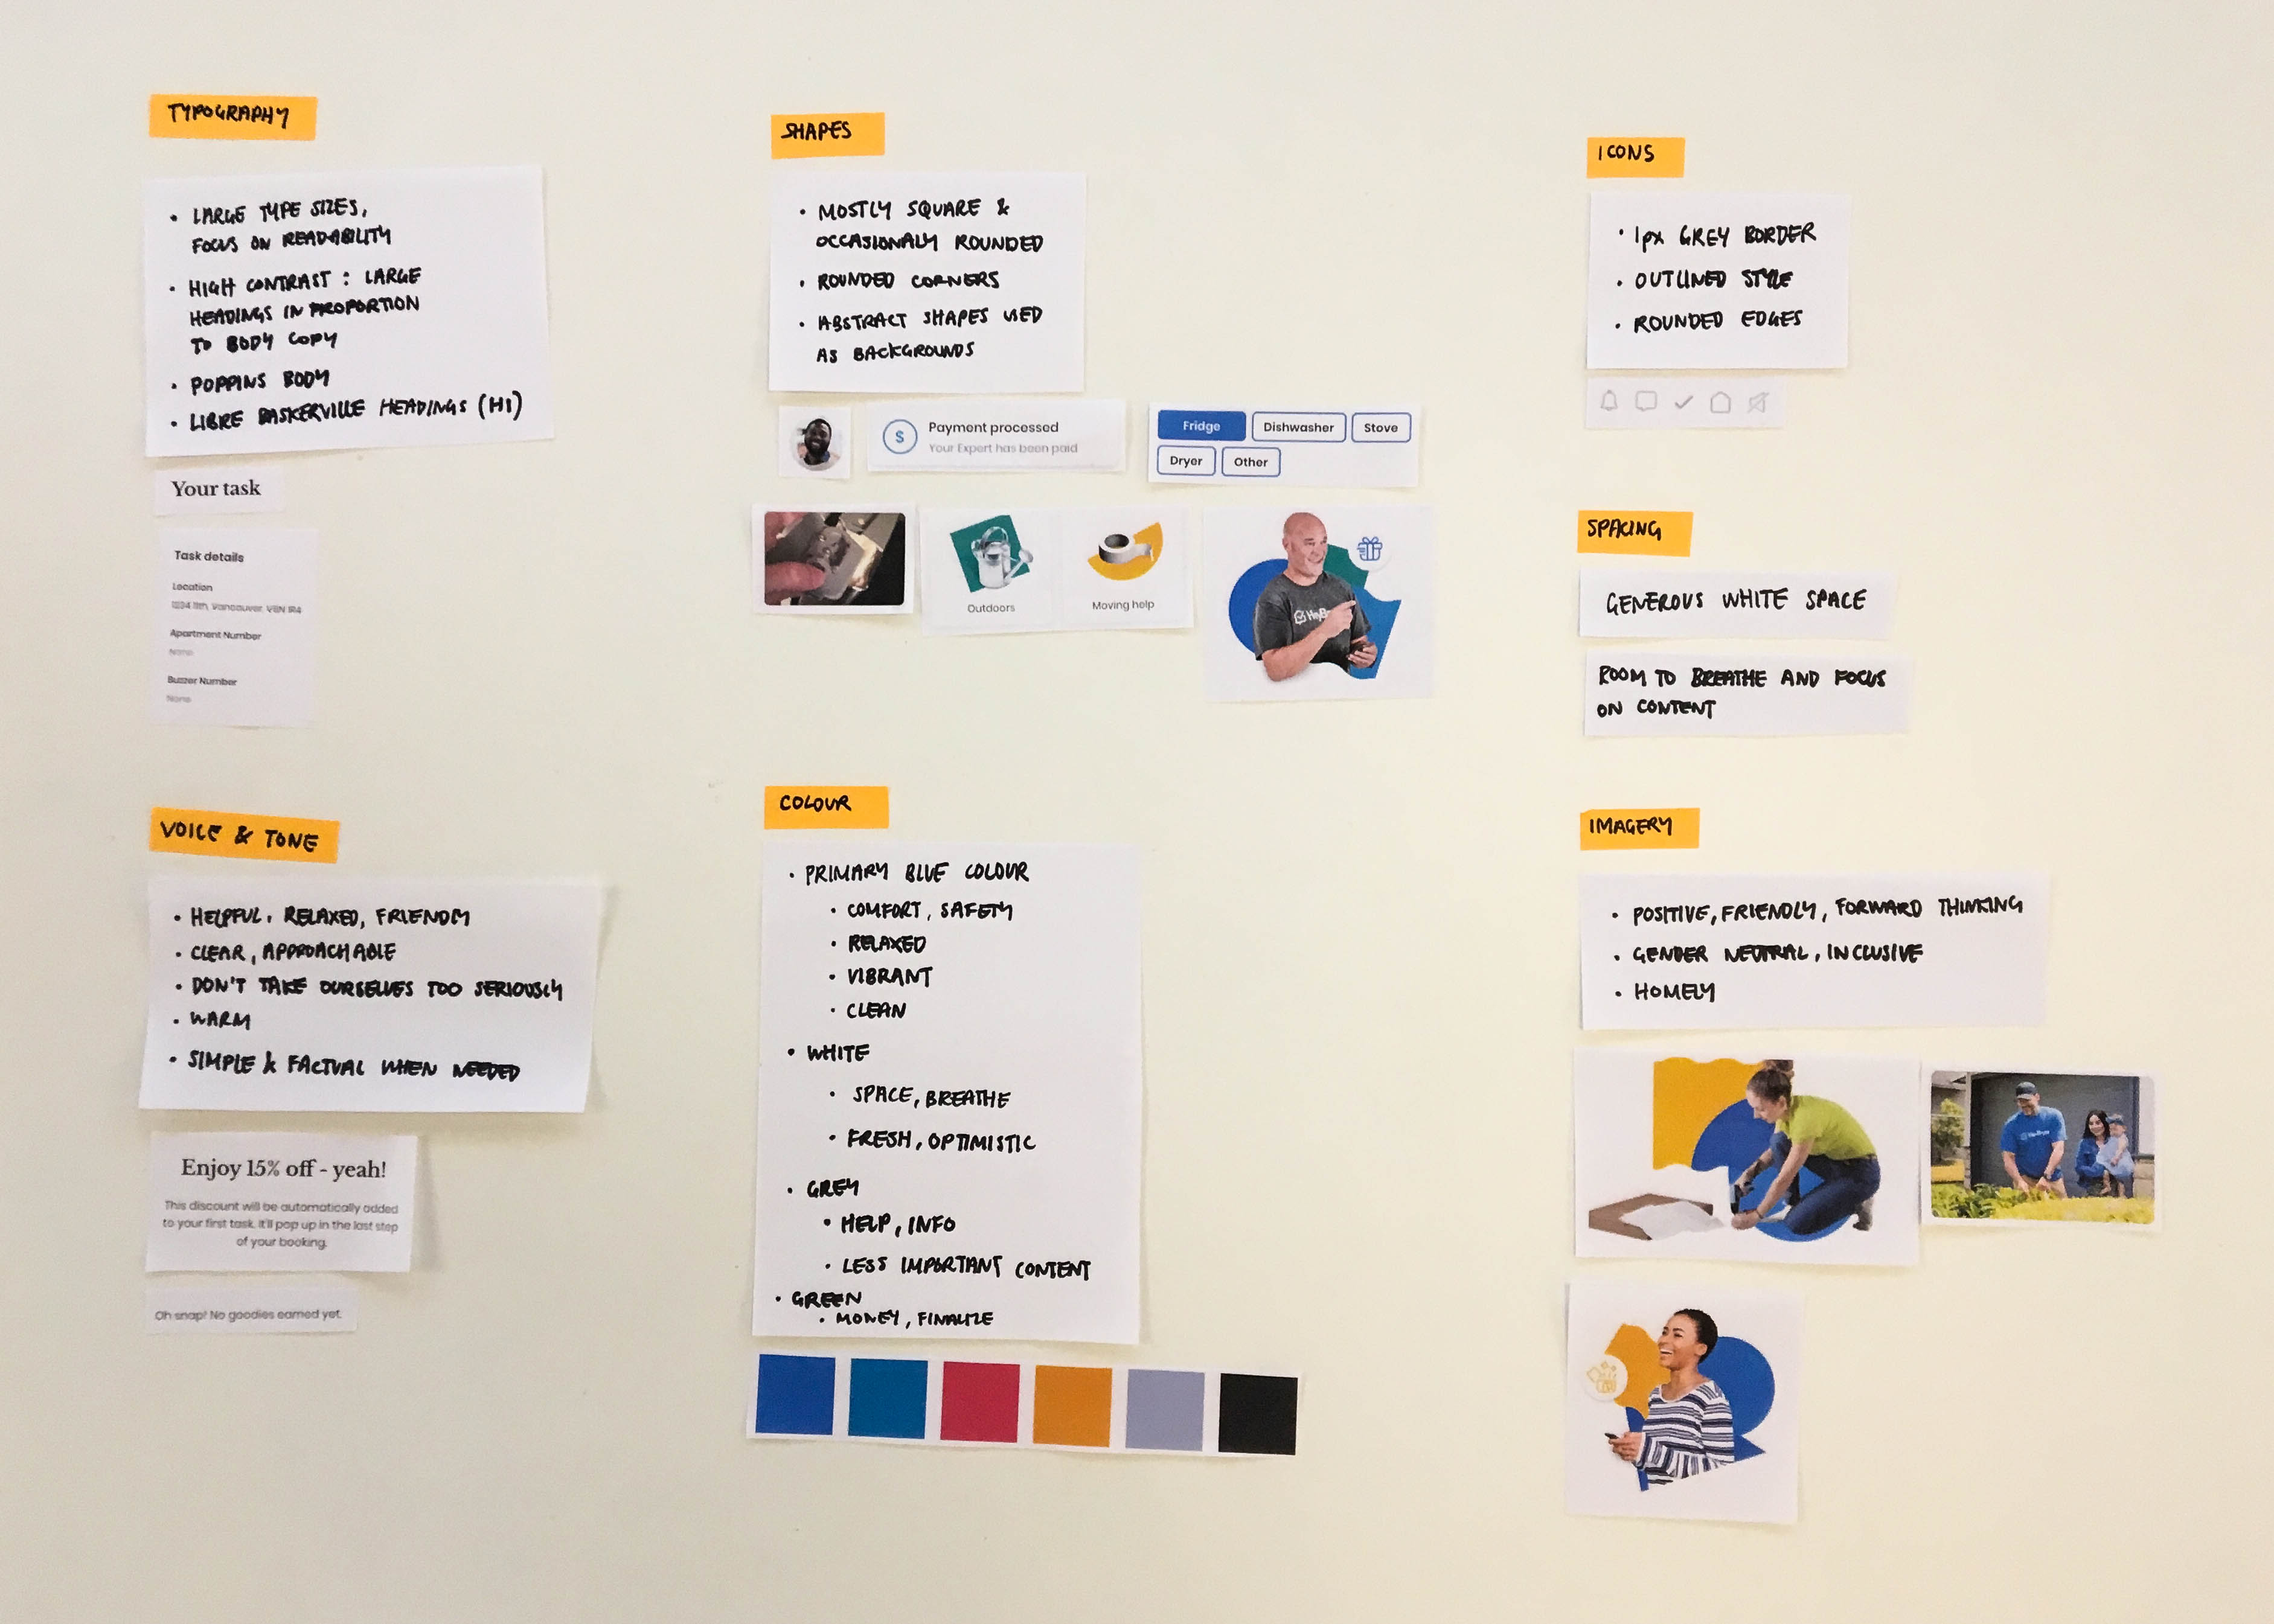 TYPOGRAPHY
• LARGE TYPE SIZES,
FOCUS ON READABILITY
• HIGH CONTRAST : LARGE
HEADINGS IN PROPORTION
TO BODY COPY
• POPPINS BODY
• LIBRE BASKERVILLE HEADINGS (H1)
Your task
Task details
Location
1234 11th, Vancouver, V6N 1R4
Apartment Number
None
Buzzer Number
None
VOICE & TONE
• HELPFUL, RELAXED, FRIENDLY
• CLEAR, APPROACHABLE
• DON'T TAKE OURSELVES TOO SERIOUSLY
• WARM
• SIMPLE & FACTUAL WHEN NEEDED
Enjoy 15% off - yeah!
This discount will be automatically added
to your first task. It'll pop up in the last step
of your booking.
Oh snap! No goodies earned yet.
SHAPES
• MOSTLY SQUARE &
OCCASIONALY ROUNDED
• ROUNDED CORNERS
• ABSTRACT SHAPES USED
AS BACKGROUNDS
$
Payment processed
Your Expert has been paid
Fridge
Dishwasher
Stove
Dryer
Other
Outdoors
Moving help
COLOUR
• PRIMARY BLUE COLOUR
• COMFORT, SAFETY
• RELAXED
• VIBRANT
• CLEAN
• WHITE
• SPACE, BREATHE
• FRESH, OPTIMISTIC
• GREY
• HELP, INFO
• LESS IMPORTANT CONTENT
• GREEN
• MONEY, FINALIZE
ICONS
• 1px GREY BORDER
• OUTLINED STYLE
• ROUNDED EDGES
SPACING
GENEROUS WHITE SPACE
ROOM TO BREATHE AND FOCUS
ON CONTENT
IMAGERY
• POSITIVE, FRIENDLY, FORWARD THINKING
• GENDER NEUTRAL, INCLUSIVE
• HOMELY